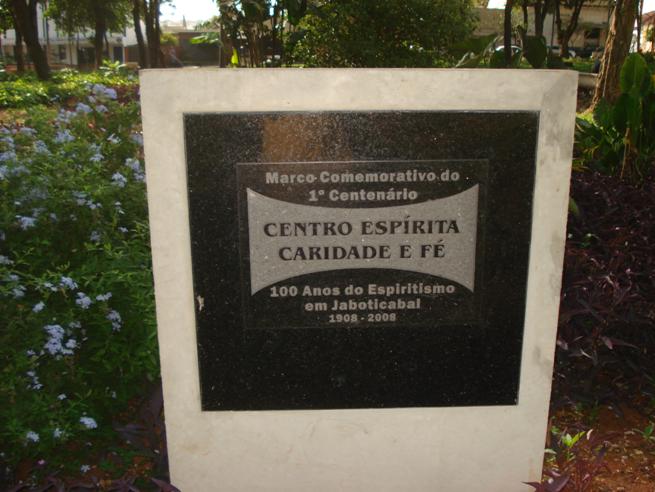 Marco Comemorativo do
1º Centenário
CENTRO ESPÍRITA
CARIDADE E FÉ
100 Anos do Espiritismo
em Jaboticabal
1908 - 2008